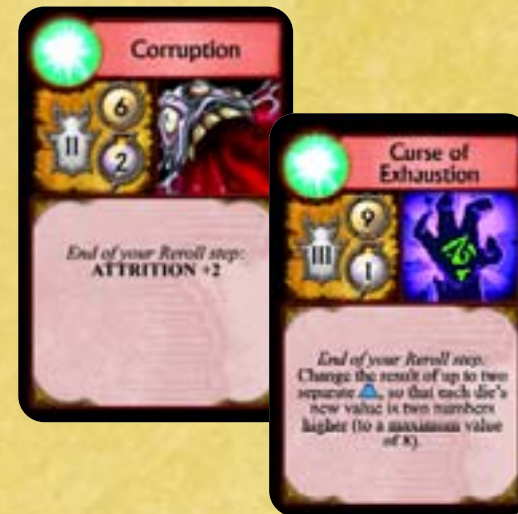 Corruption
II
6
2
End of your Reroll step:
ATTRITION +2
Curse of
Exhaustion
III
9
1
End of your Reroll step:
Change the result of up to two
separate , so that each die's
new value is two numbers
higher (to a maximum value
of 8).